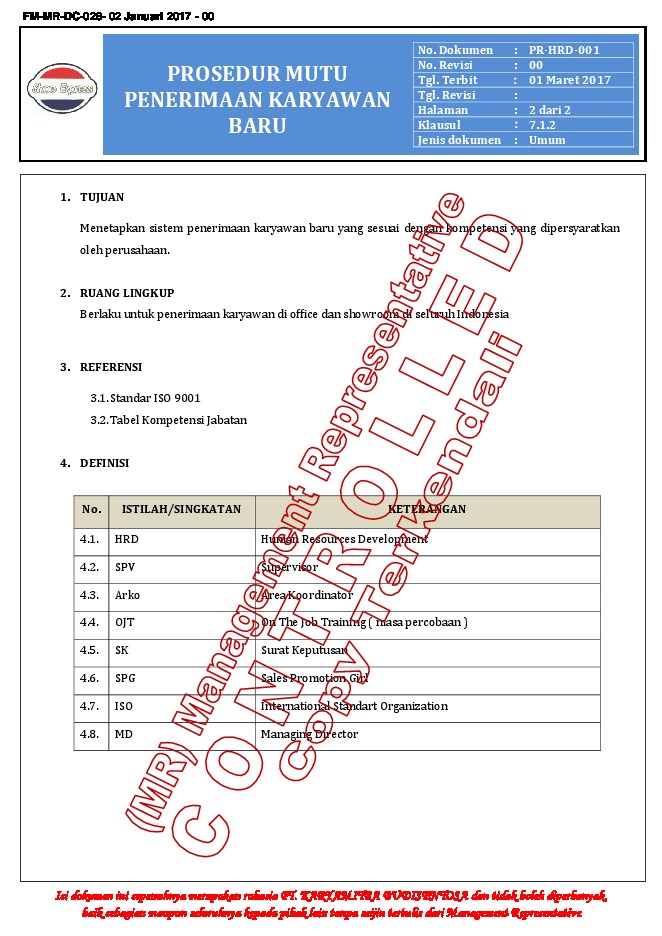 FM-MR-DC-028- 02 Januari 2017 - 00
Shoes Express
PROSEDUR MUTU
PENERIMAAN KARYAWAN
BARU
No. Dokumen : PR-HRD-001
No. Revisi : 00
Tgl. Terbit : 01 Maret 2017
Tgl. Revisi :
Halaman : 2 dari 2
Klausul : 7.1.2
Jenis dokumen : Umum
1. TUJUAN
Menetapkan sistem penerimaan karyawan baru yang sesuai dengan kompetensi yang dipersyaratkan
oleh perusahaan.
2. RUANG LINGKUP
Berlaku untuk penerimaan karyawan di office dan showroom di seluruh Indonesia
3. REFERENSI
3.1.Standar ISO 9001
3.2.Tabel Kompetensi Jabatan
4. DEFINISI
No. ISTILAH/SINGKATAN KETERANGAN
4.1. HRD Human Resources Development
4.2. SPV Supervisor
4.3. Arko Area Koordinator
4.4. OJT On The Job Training ( masa percobaan )
4.5. SK Surat Keputusan
4.6. SPG Sales Promotion Girl
4.7. ISO International Standart Organization
4.8. MD Managing Director
(MR) Management Representative
CONTROLLED
Copy Terkendali
Isi dokumen ini sepenuhnya merupakan rahasia PT. KARYAMITRA BUDISENTOSA dan tidak boleh diperbanyak,
baik sebagian maupun seluruhnya kepada pihak lain tanpa seijin tertulis dari Management Representative